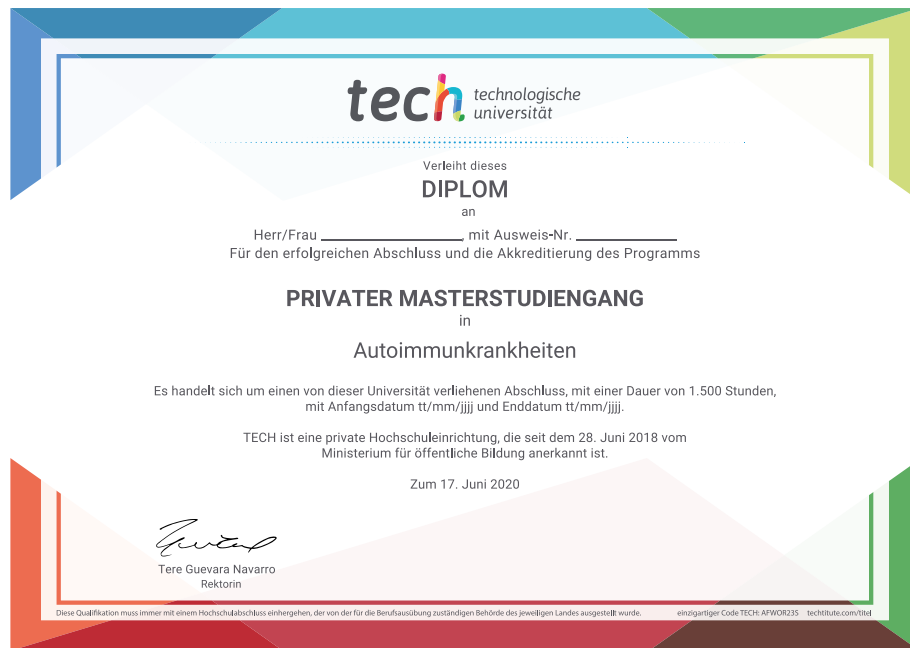 tech technologische
universität
Verleiht dieses
DIPLOM
an
Herr/Frau ____________________, mit Ausweis-Nr. __________________
Für den erfolgreichen Abschluss und die Akkreditierung des Programms
PRIVATER MASTERSTUDIENGANG
in
Autoimmunkrankheiten
Es handelt sich um einen von dieser Universität verliehenen Abschluss, mit einer Dauer von 1.500 Stunden,
mit Anfangsdatum tt/mm/jjjj und Enddatum tt/mm/jjjj.
TECH ist eine private Hochschuleinrichtung, die seit dem 28. Juni 2018 vom
Ministerium für öffentliche Bildung anerkannt ist.
Zum 17. Juni 2020
Tere Guevara Navarro
Rektorin
Diese Qualifikation muss immer mit einem Hochschulabschluss einhergehen, der von der für die Berufsausübung zuständigen Behörde des jeweiligen Landes ausgestellt wurde. einzigartiger Code TECH: AFWOR23S techtitute.com/titel